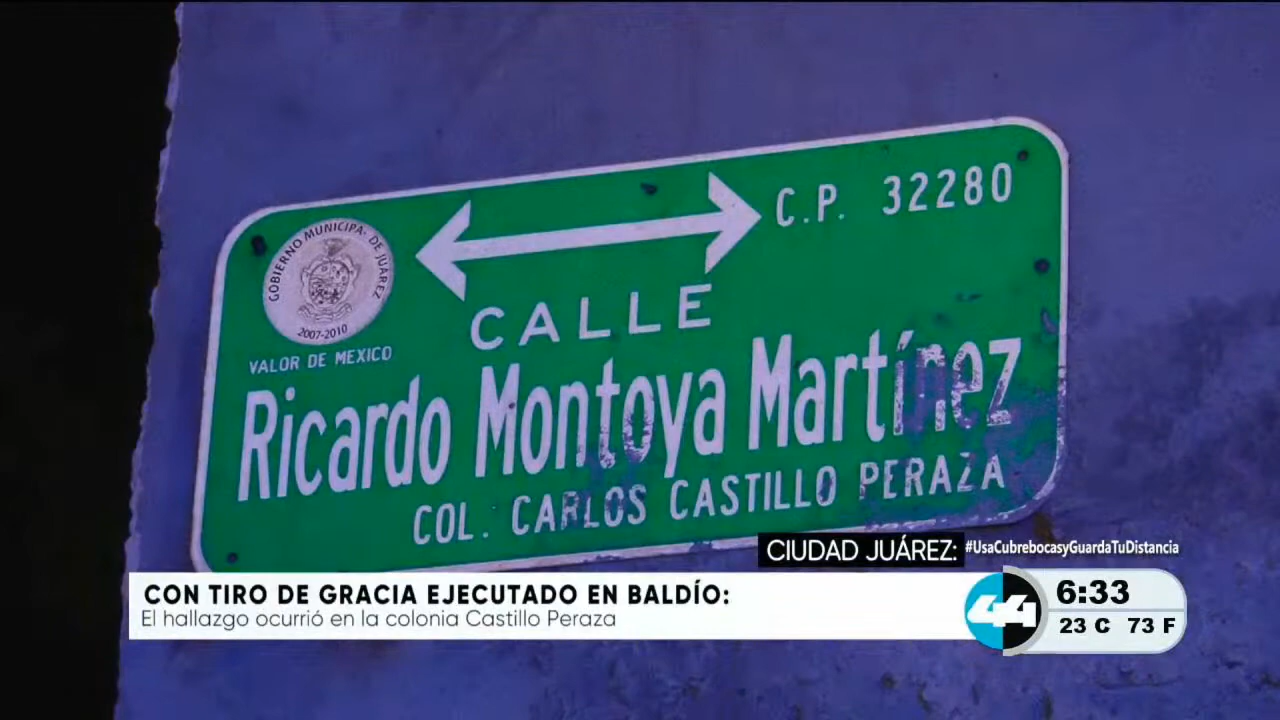 C.P. 32280
GOBIERNO MUNICIPAL DE JUÁREZ
2007-2010
VALOR DE MEXICO
CALLE
Ricardo Montoya Martínez
COL. CARLOS CASTILLO PERAZA
CIUDAD JUÁREZ: #UsaCubrebocasyGuardaTuDistancia
CON TIRO DE GRACIA EJECUTADO EN BALDÍO:
El hallazgo ocurrió en la colonia Castillo Peraza
44
6:33
23 C 73 F